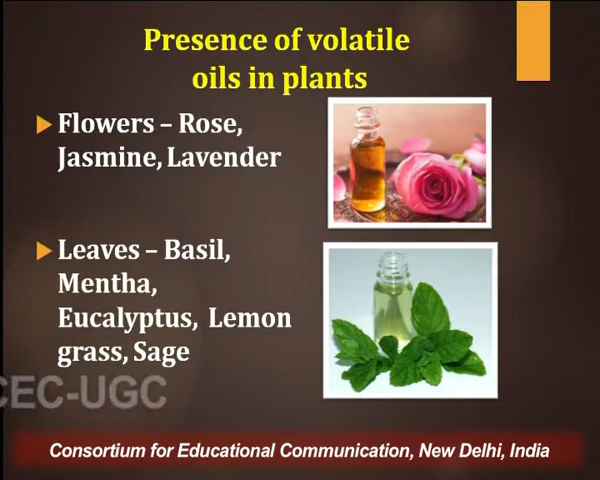 Presence of volatile
oils in plants
Flowers – Rose,
Jasmine, Lavender
Leaves – Basil,
Mentha,
Eucalyptus, Lemon
grass, Sage
CEC-UGC
Consortium for Educational Communication, New Delhi, India